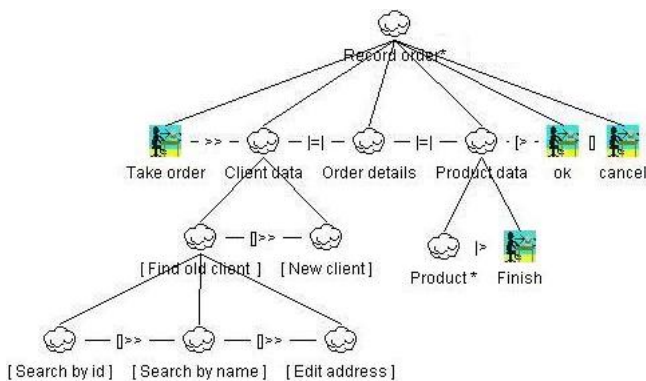 Record order*
>> |=| |=| [> []
Take order Client data Order details Product data ok cancel
[]>> |>
[ Find old client ] [ New client ] Product * Finish
[]>> []>>
[ Search by id ] [ Search by name ] [ Edit address ]